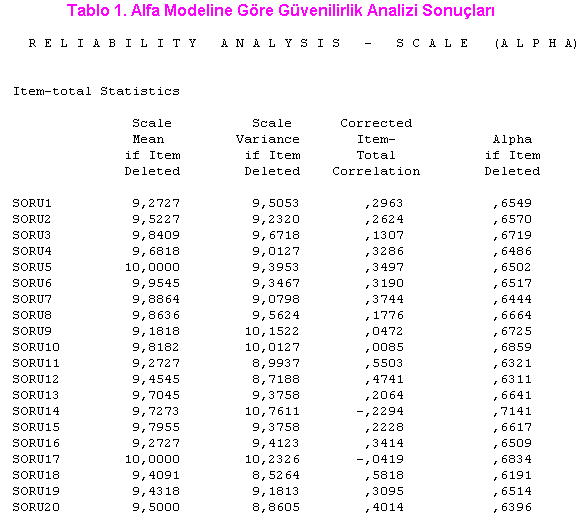 Tablo 1. Alfa Modeline Göre Güvenilirlik Analizi Sonuçları
R E L I A B I L I T Y   A N A L Y S I S   -   S C A L E   (A L P H A)
Item-total Statistics
Scale Scale Corrected
Mean Variance Item- Alpha
if Item if Item Total if Item
Deleted Deleted Correlation Deleted
SORU1 9,2727 9,5053 ,2963 ,6549
SORU2 9,5227 9,2320 ,2624 ,6570
SORU3 9,8409 9,6718 ,1307 ,6719
SORU4 9,6818 9,0127 ,3286 ,6486
SORU5 10,0000 9,3953 ,3497 ,6502
SORU6 9,9545 9,3467 ,3190 ,6517
SORU7 9,8864 9,0798 ,3744 ,6444
SORU8 9,8636 9,5624 ,1776 ,6664
SORU9 9,1818 10,1522 ,0472 ,6725
SORU10 9,8182 10,0127 ,0085 ,6859
SORU11 9,2727 8,9937 ,5503 ,6321
SORU12 9,4545 8,7188 ,4741 ,6311
SORU13 9,7045 9,3758 ,2064 ,6641
SORU14 9,7273 10,7611 -,2294 ,7141
SORU15 9,7955 9,3758 ,2228 ,6617
SORU16 9,2727 9,4123 ,3414 ,6509
SORU17 10,0000 10,2326 -,0419 ,6834
SORU18 9,4091 8,5264 ,5818 ,6191
SORU19 9,4318 9,1813 ,3095 ,6514
SORU20 9,5000 8,8605 ,4014 ,6396